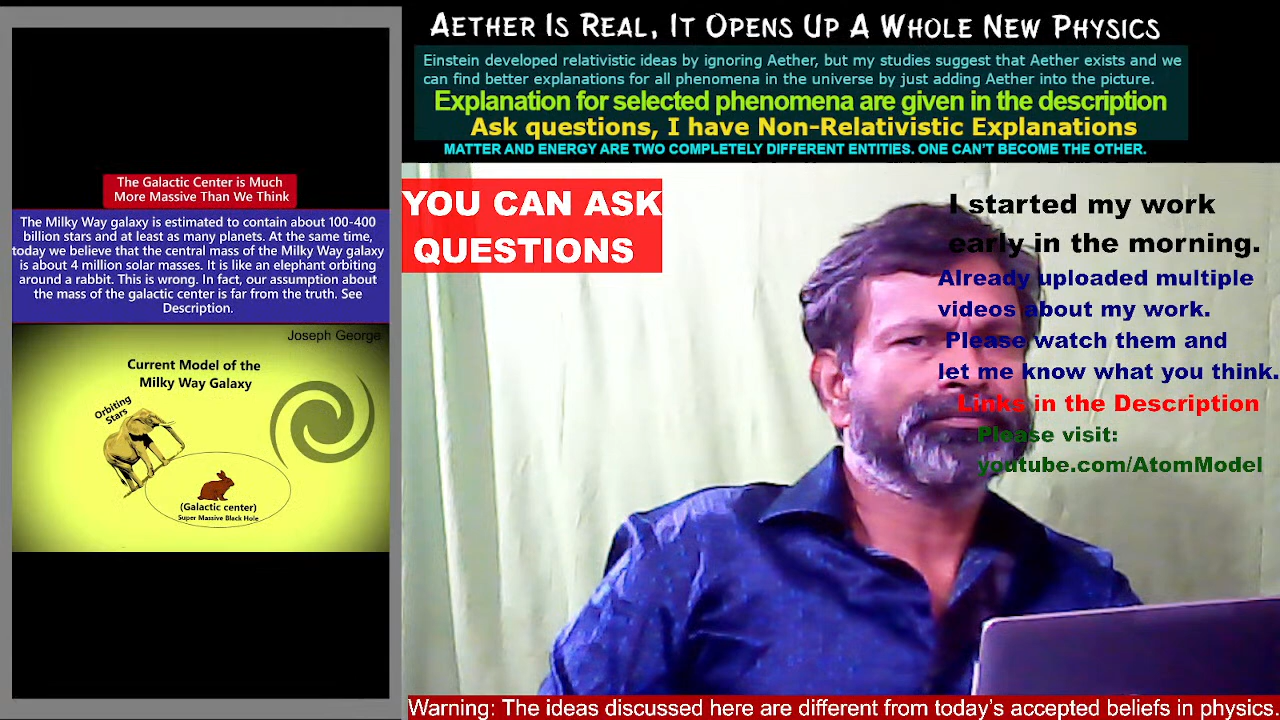 AETHER IS REAL, IT OPENS UP A WHOLE NEW PHYSICS
Einstein developed relativistic ideas by ignoring Aether, but my studies suggest that Aether exists and we
can find better explanations for all phenomena in the universe by just adding Aether into the picture.
Explanation for selected phenomena are given in the description
Ask questions, I have Non-Relativistic Explanations
MATTER AND ENERGY ARE TWO COMPLETELY DIFFERENT ENTITIES. ONE CAN'T BECOME THE OTHER.
The Galactic Center is Much
More Massive Than We Think
The Milky Way galaxy is estimated to contain about 100-400
billion stars and at least as many planets. At the same time,
today we believe that the central mass of the Milky Way galaxy
is about 4 million solar masses. It is like an elephant orbiting
around a rabbit. This is wrong. In fact, our assumption about
the mass of the galactic center is far from the truth. See
Description.
Joseph George
Current Model of the
Milky Way Galaxy
Orbiting
Stars
(Galactic center)
Super Massive Black Hole
YOU CAN ASK
QUESTIONS
I started my work
early in the morning.
Already uploaded multiple
videos about my work.
Please watch them and
let me know what you think.
Links in the Description
Please visit:
youtube.com/AtomModel
Warning: The ideas discussed here are different from today's accepted beliefs in physics.